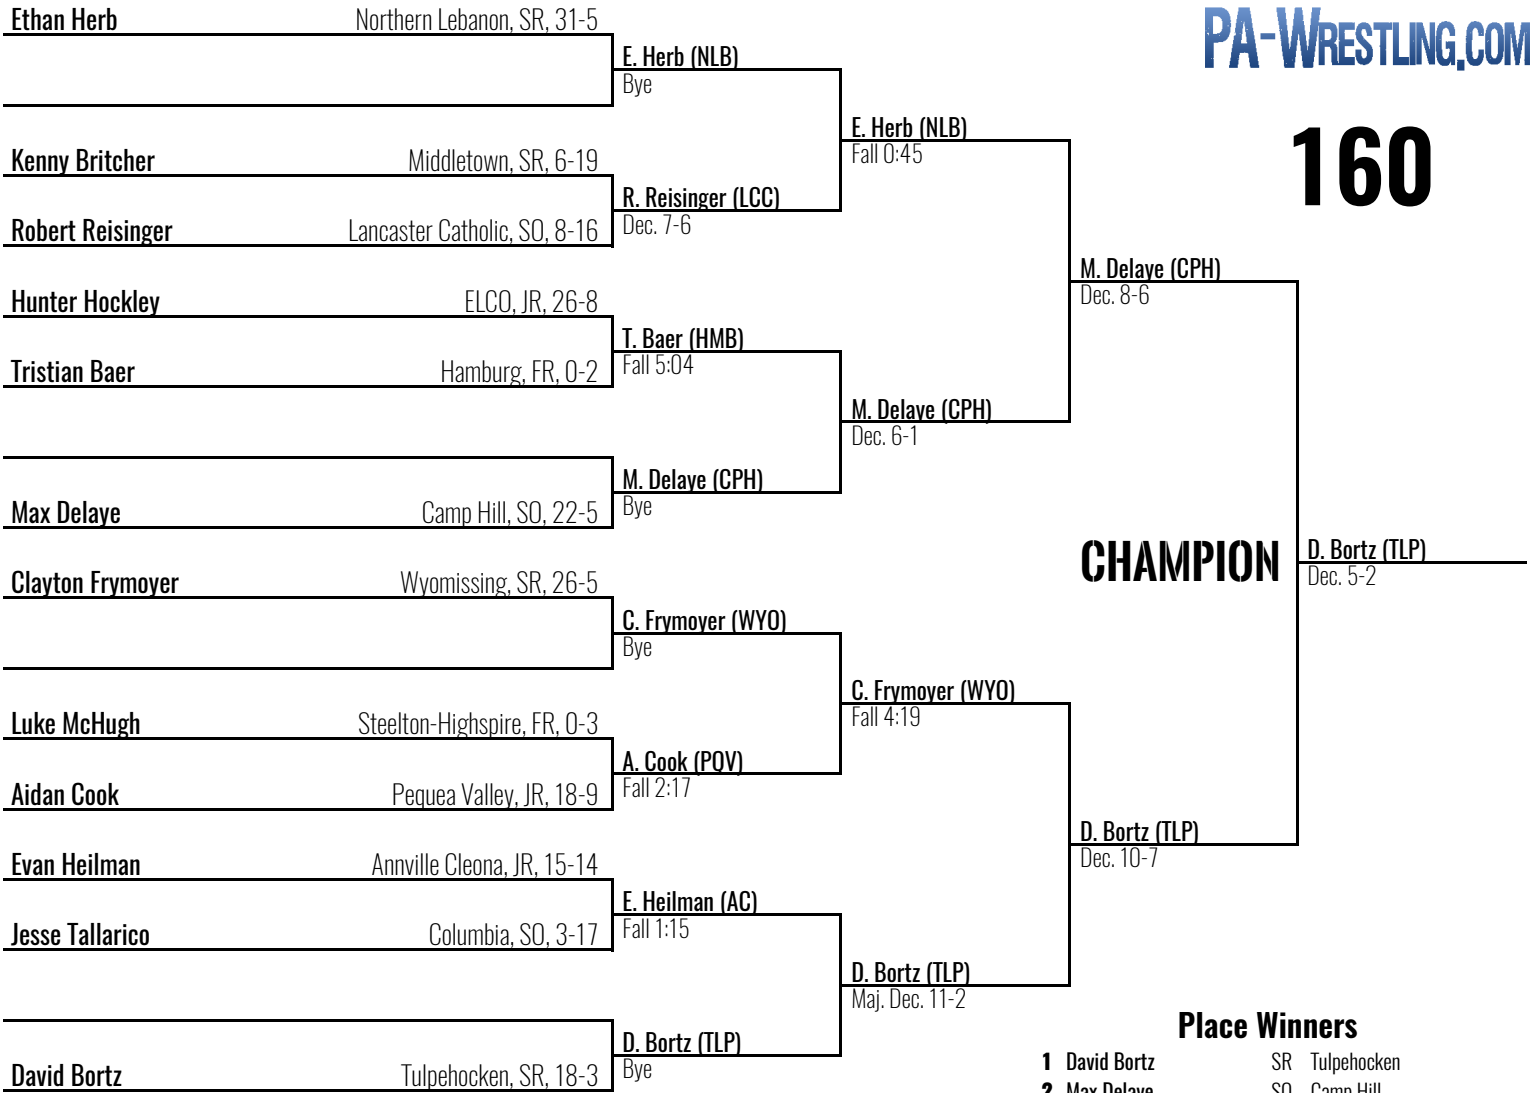 PA-WRESTLING.COM
160
Ethan Herb Northern Lebanon, SR, 31-5
E. Herb (NLB)
Bye
E. Herb (NLB)
Fall 0:45
Kenny Britcher Middletown, SR, 6-19
R. Reisinger (LCC)
Dec. 7-6
Robert Reisinger Lancaster Catholic, SO, 8-16
M. Delaye (CPH)
Dec. 8-6
Hunter Hockley ELCO, JR, 26-8
T. Baer (HMB)
Fall 5:04
Tristian Baer Hamburg, FR, 0-2
M. Delaye (CPH)
Dec. 6-1
M. Delaye (CPH)
Bye
Max Delaye Camp Hill, SO, 22-5
CHAMPION
D. Bortz (TLP)
Dec. 5-2
Clayton Frymoyer Wyomissing, SR, 26-5
C. Frymoyer (WYO)
Bye
C. Frymoyer (WYO)
Fall 4:19
Luke McHugh Steelton-Highspire, FR, 0-3
A. Cook (PQV)
Fall 2:17
Aidan Cook Pequea Valley, JR, 18-9
D. Bortz (TLP)
Dec. 10-7
Evan Heilman Annville Cleona, JR, 15-14
E. Heilman (AC)
Fall 1:15
Jesse Tallarico Columbia, SO, 3-17
D. Bortz (TLP)
Maj. Dec. 11-2
D. Bortz (TLP)
Bye
David Bortz Tulpehocken, SR, 18-3
Place Winners
1 David Bortz SR Tulpehocken
2 Max Delaye SO Camp Hill